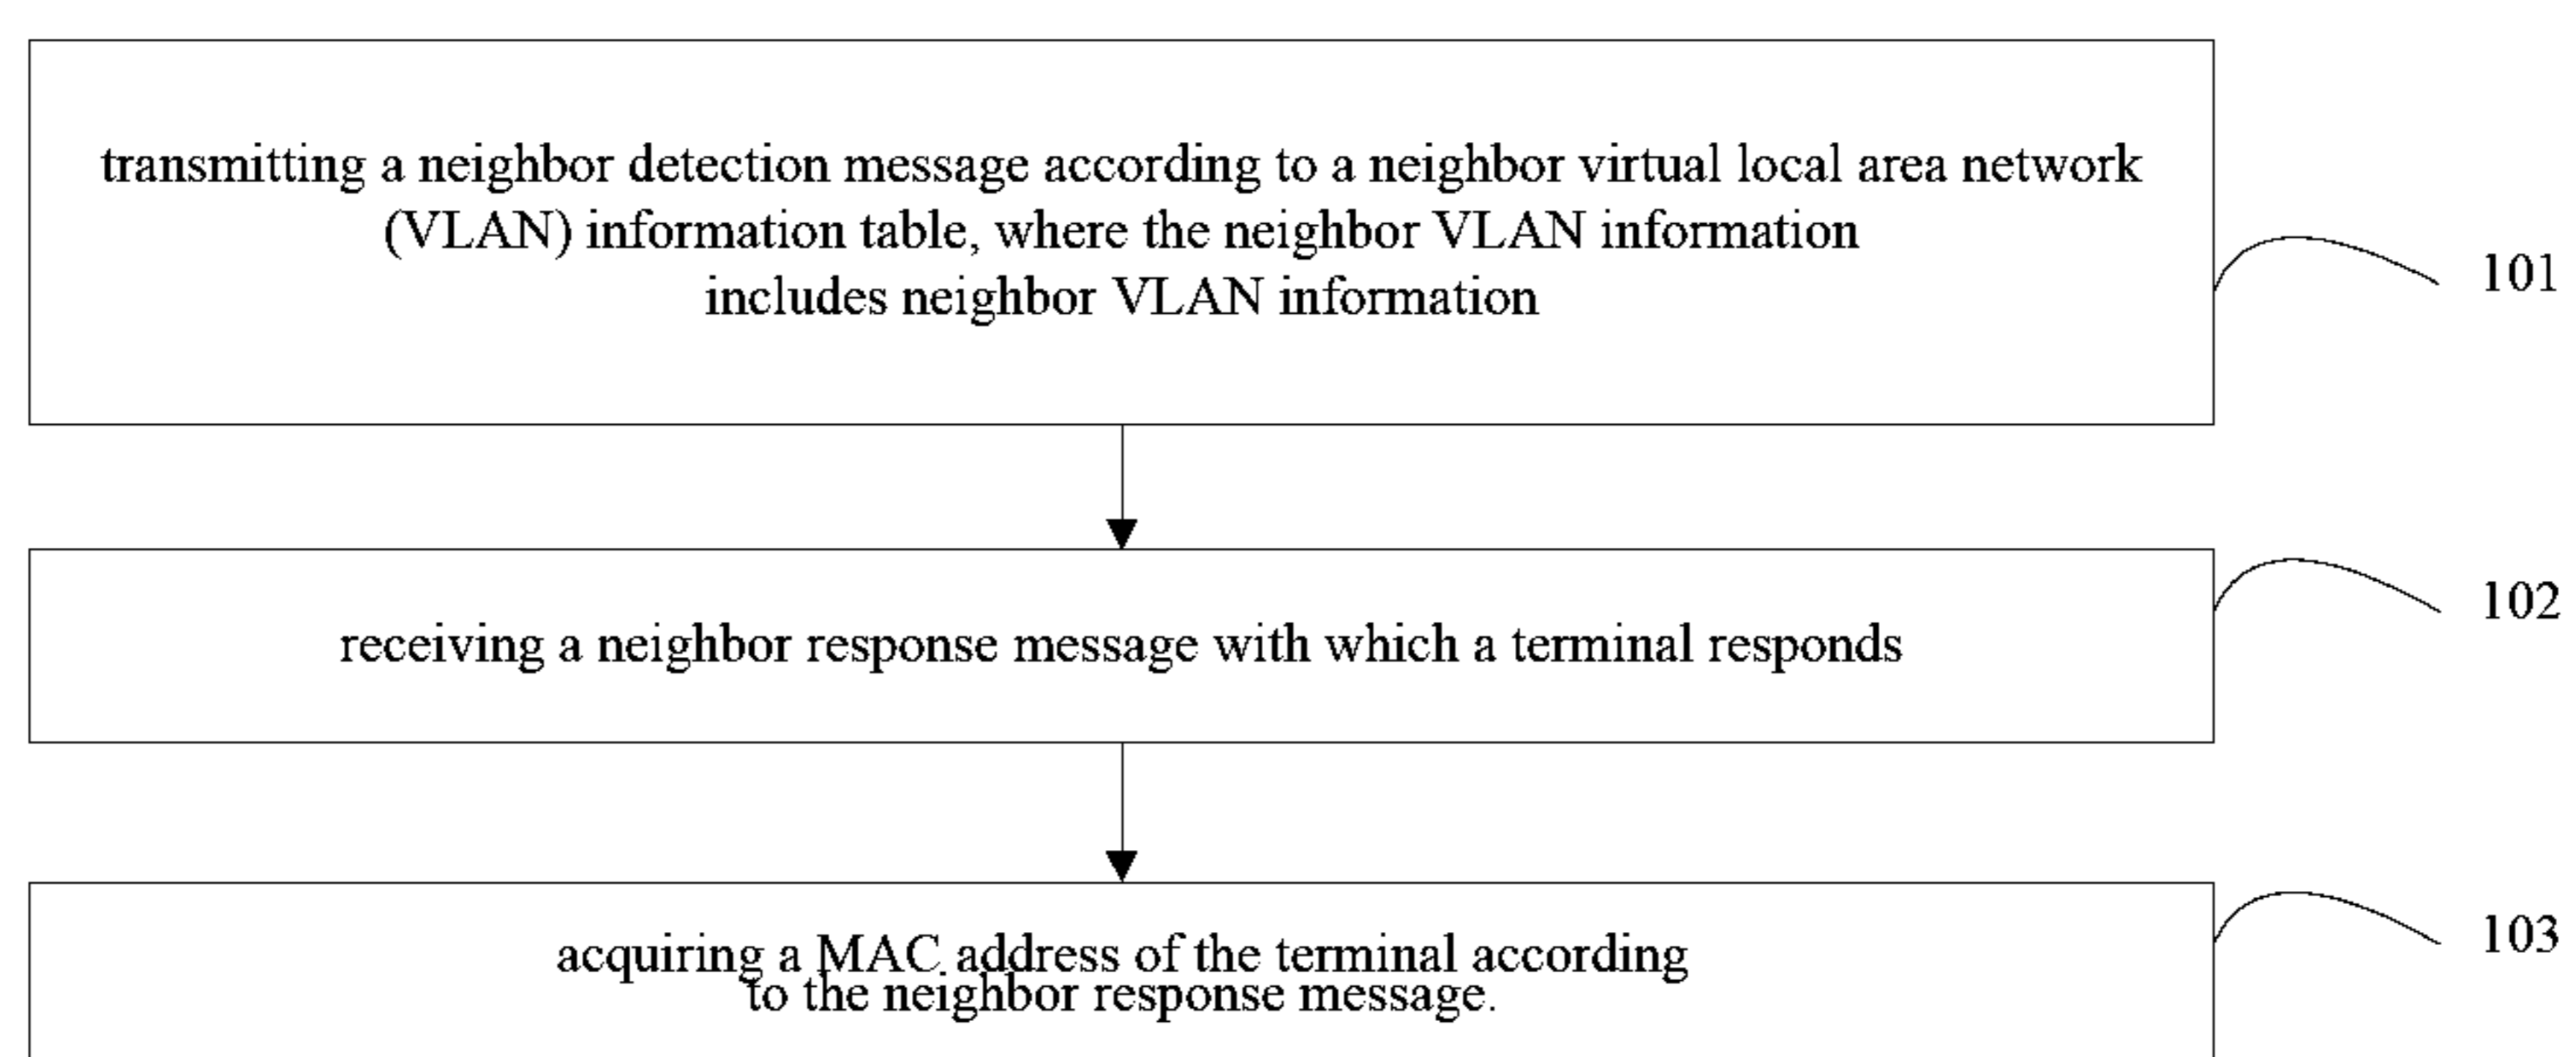 transmitting a neighbor detection message according to a neighbor virtual local area network
(VLAN) information table, where the neighbor VLAN information
includes neighbor VLAN information
101
receiving a neighbor response message with which a terminal responds
102
acquiring a MAC address of the terminal according
to the neighbor response message.
103